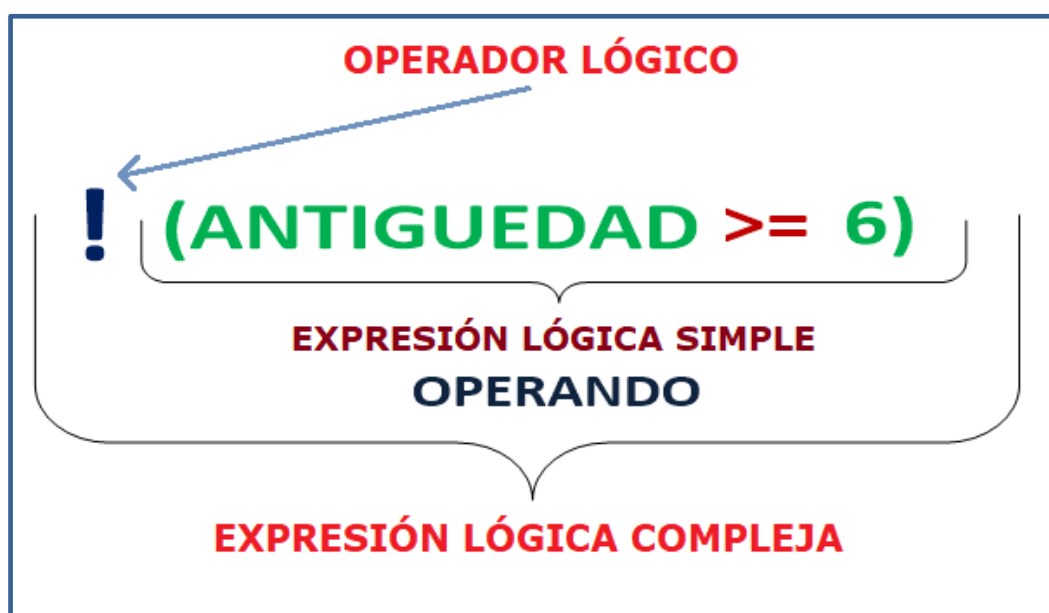 OPERADOR LÓGICO
! (ANTIGUEDAD >= 6)
EXPRESIÓN LÓGICA SIMPLE
OPERANDO
EXPRESIÓN LÓGICA COMPLEJA